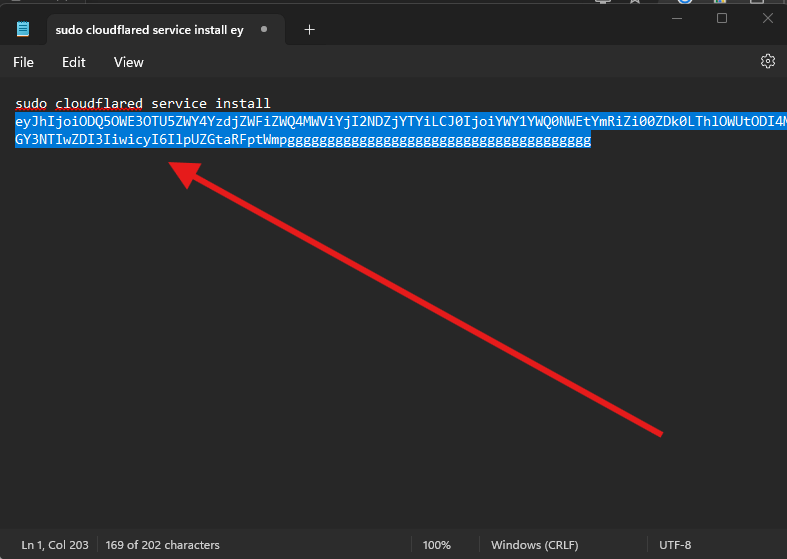 sudo cloudflared service install ey
File Edit View
sudo cloudflared service install
eyJhIjoiODQ5OWE3OTU5ZWY4YzdjZWFiZWQ4MWViYjI2NDZjYTYiLCJ0IjoiYWY1YWQ0NWEtYmRiZi00ZDk0LThlOWUtODI4M
GY3NTIwZDI3IiwicyI6IlpUZGtaRFptWmpgggggggggggggggggggggggggggggggggggggg
Ln 1, Col 203 169 of 202 characters 100% Windows (CRLF) UTF-8